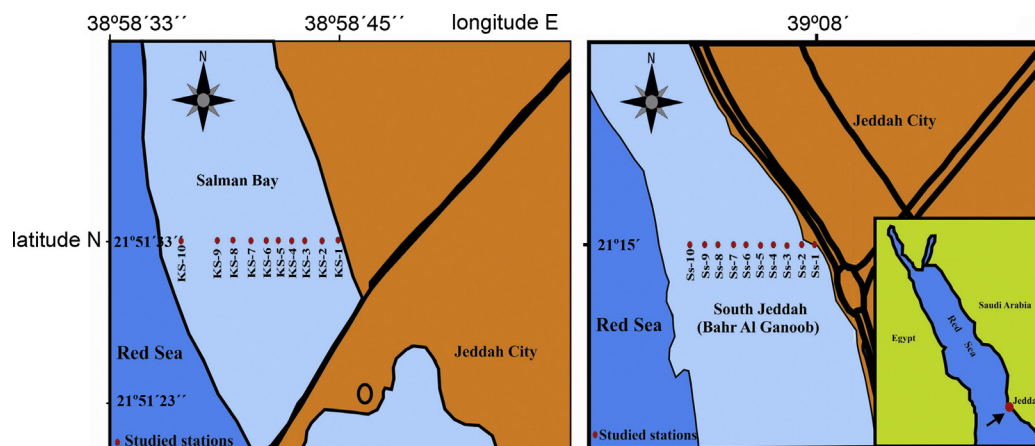 38º58´33´´ 38º58´45´´ longitude E
39º08´
N
Salman Bay
latitude N
21º51´33´´
KS-10
KS-9
KS-8
KS-7
KS-6
KS-5
KS-4
KS-3
KS-2
KS-1
Red Sea
Jeddah City
21º51´23´´
Studied stations
N
Jeddah City
21º15´
Ss-10
Ss-9
Ss-8
Ss-7
Ss-6
Ss-5
Ss-4
Ss-3
Ss-2
Ss-1
South Jeddah
(Bahr Al Ganoob)
Red Sea
Studied stations
Saudi Arabia
Red Sea
Egypt
Jedda